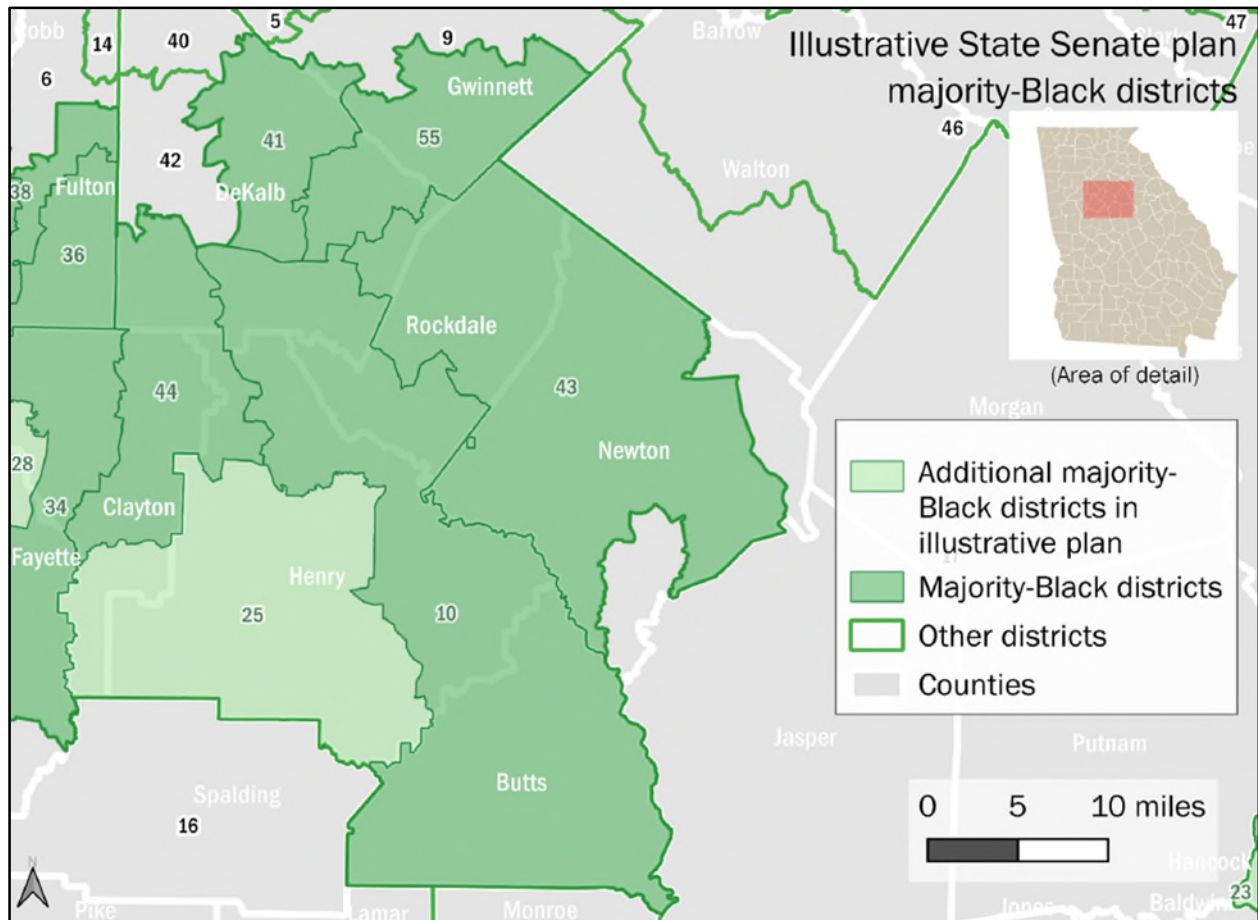 Illustrative State Senate plan
majority-Black districts
(Area of detail)
Additional majority-
Black districts in
illustrative plan
Majority-Black districts
Other districts
Counties
0 5 10 miles
14
40
5
9
Barrow
47
6
Gwinnett
46
41
55
42
Walton
38
Fulton
DeKalb
36
Rockdale
44
43
Morgan
Newton
28
34
Clayton
Fayette
Henry
25
10
17
Jasper
Putnam
Butts
Spalding
16
Hancock
23
Baldwin
Pike
Lamar
Monroe
Jones
N